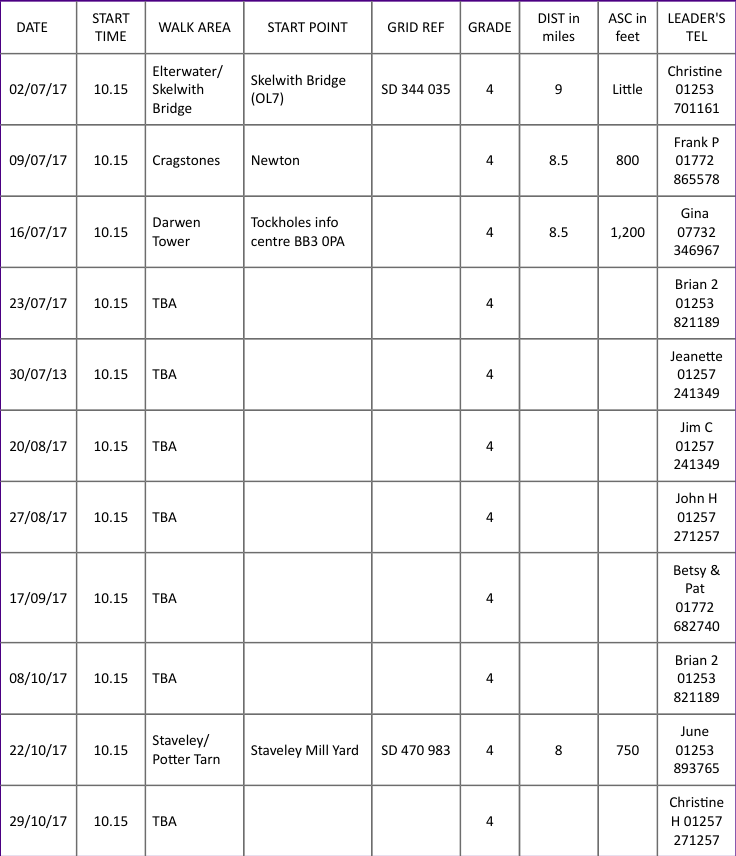 DATE START TIME WALK AREA START POINT GRID REF GRADE DIST in miles ASC in feet LEADER'S TEL
02/07/17 10.15 Elterwater/ Skelwith Bridge Skelwith Bridge (OL7) SD 344 035 4 9 Little Christine 01253 701161
09/07/17 10.15 Cragstones Newton 4 8.5 800 Frank P 01772 865578
16/07/17 10.15 Darwen Tower Tockholes info centre BB3 0PA 4 8.5 1,200 Gina 07732 346967
23/07/17 10.15 TBA 4 Brian 2 01253 821189
30/07/13 10.15 TBA 4 Jeanette 01257 241349
20/08/17 10.15 TBA 4 Jim C 01257 241349
27/08/17 10.15 TBA 4 John H 01257 271257
17/09/17 10.15 TBA 4 Betsy & Pat 01772 682740
08/10/17 10.15 TBA 4 Brian 2 01253 821189
22/10/17 10.15 Staveley/ Potter Tarn Staveley Mill Yard SD 470 983 4 8 750 June 01253 893765
29/10/17 10.15 TBA 4 Christine H 01257 271257